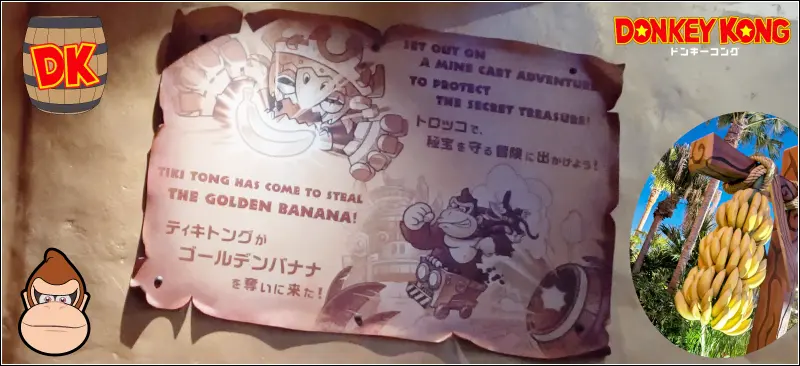 DK
DONKEY KONG
ドンキーコング
SET OUT ON
A MINE CART ADVENTURE
TO PROTECT
THE SECRET TREASURE!
トロッコで、
秘宝を守る冒険に出かけよう!
TIKI TONG HAS COME TO STEAL
THE GOLDEN BANANA!
ティキトングが
ゴールデンバナナ
を奪いに来た!